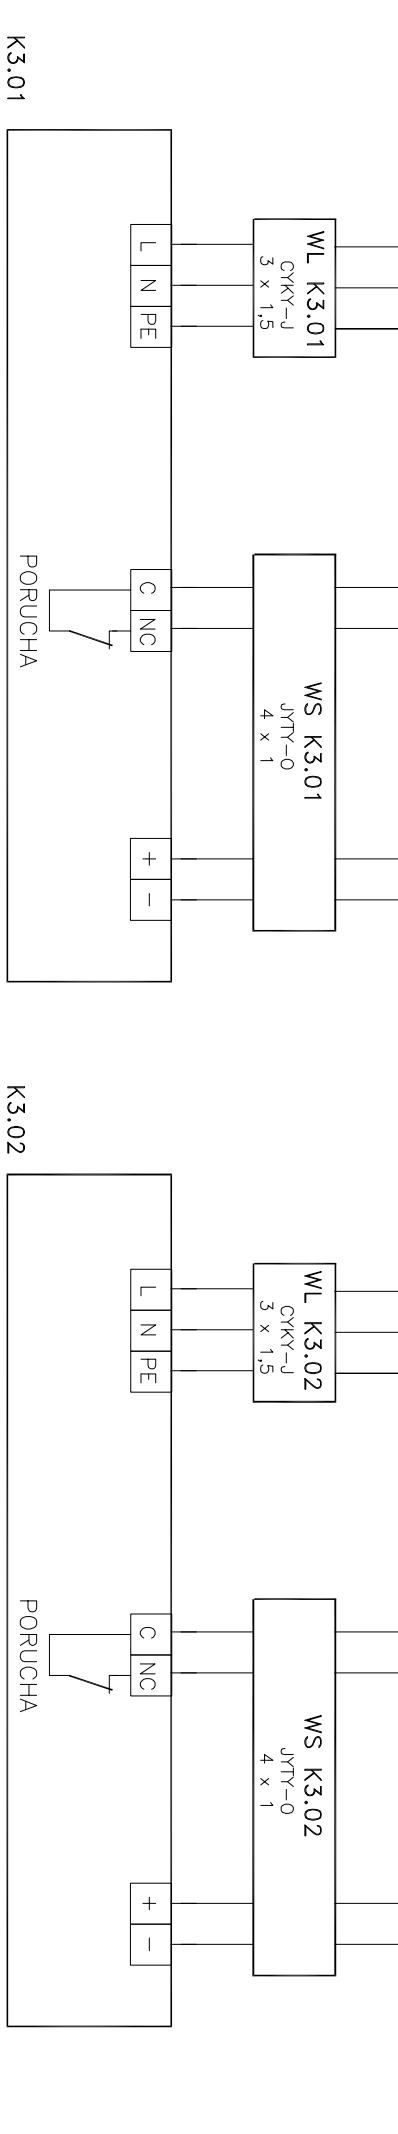 K3.01
WL K3.01
CYKY-J
3 x 1,5
L N PE
WS K3.01
JYTY-O
4 x 1
C NC
PORUCHA
+ -
K3.02
WL K3.02
CYKY-J
3 x 1,5
L N PE
WS K3.02
JYTY-O
4 x 1
C NC
PORUCHA
+ -